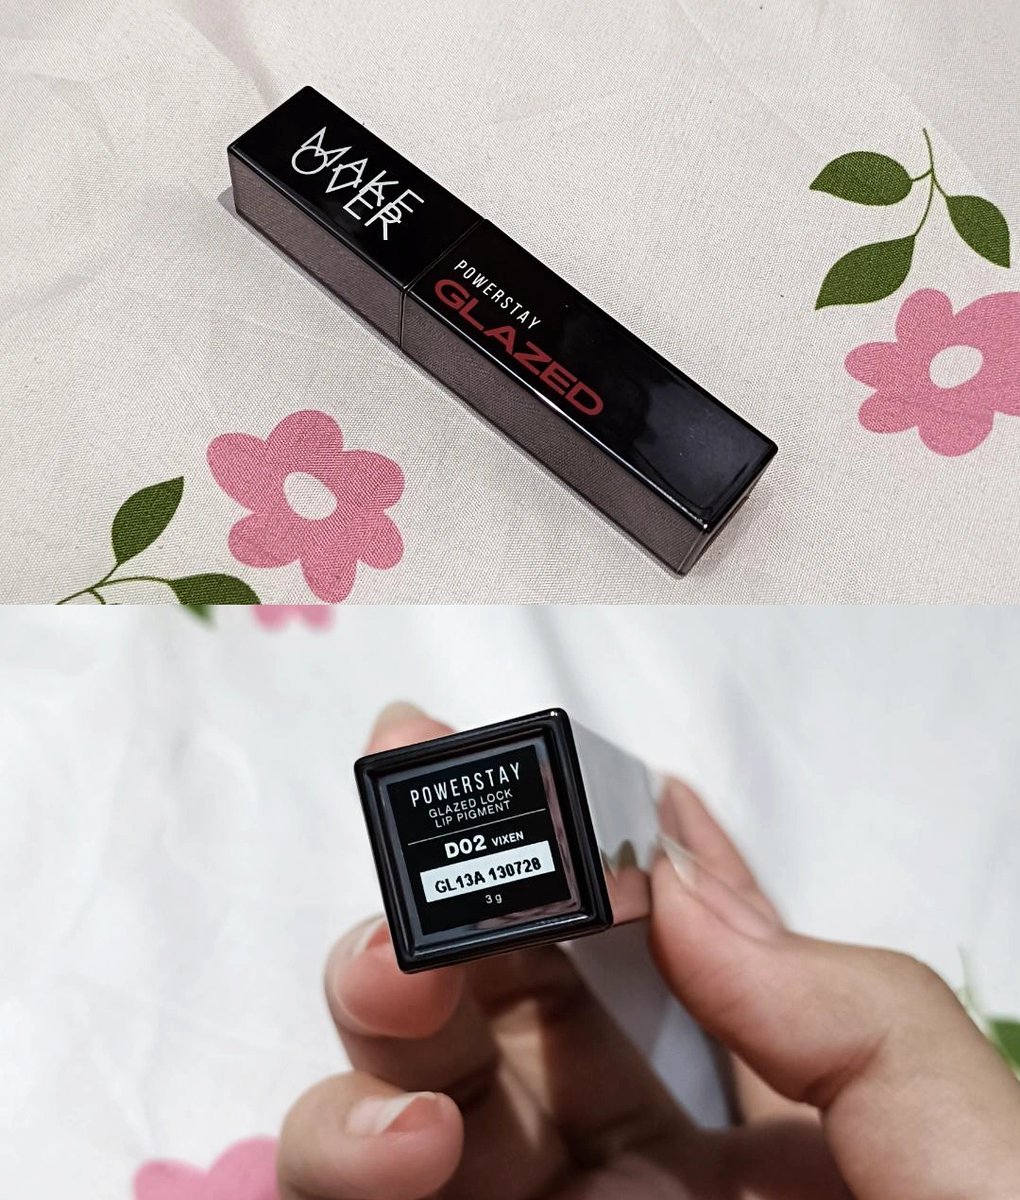 MAKE
OVER
POWERSTAY
GLAZED
POWERSTAY
GLAZED LOCK
LIP PIGMENT
D02 VIXEN
GL13A 130728
3 g